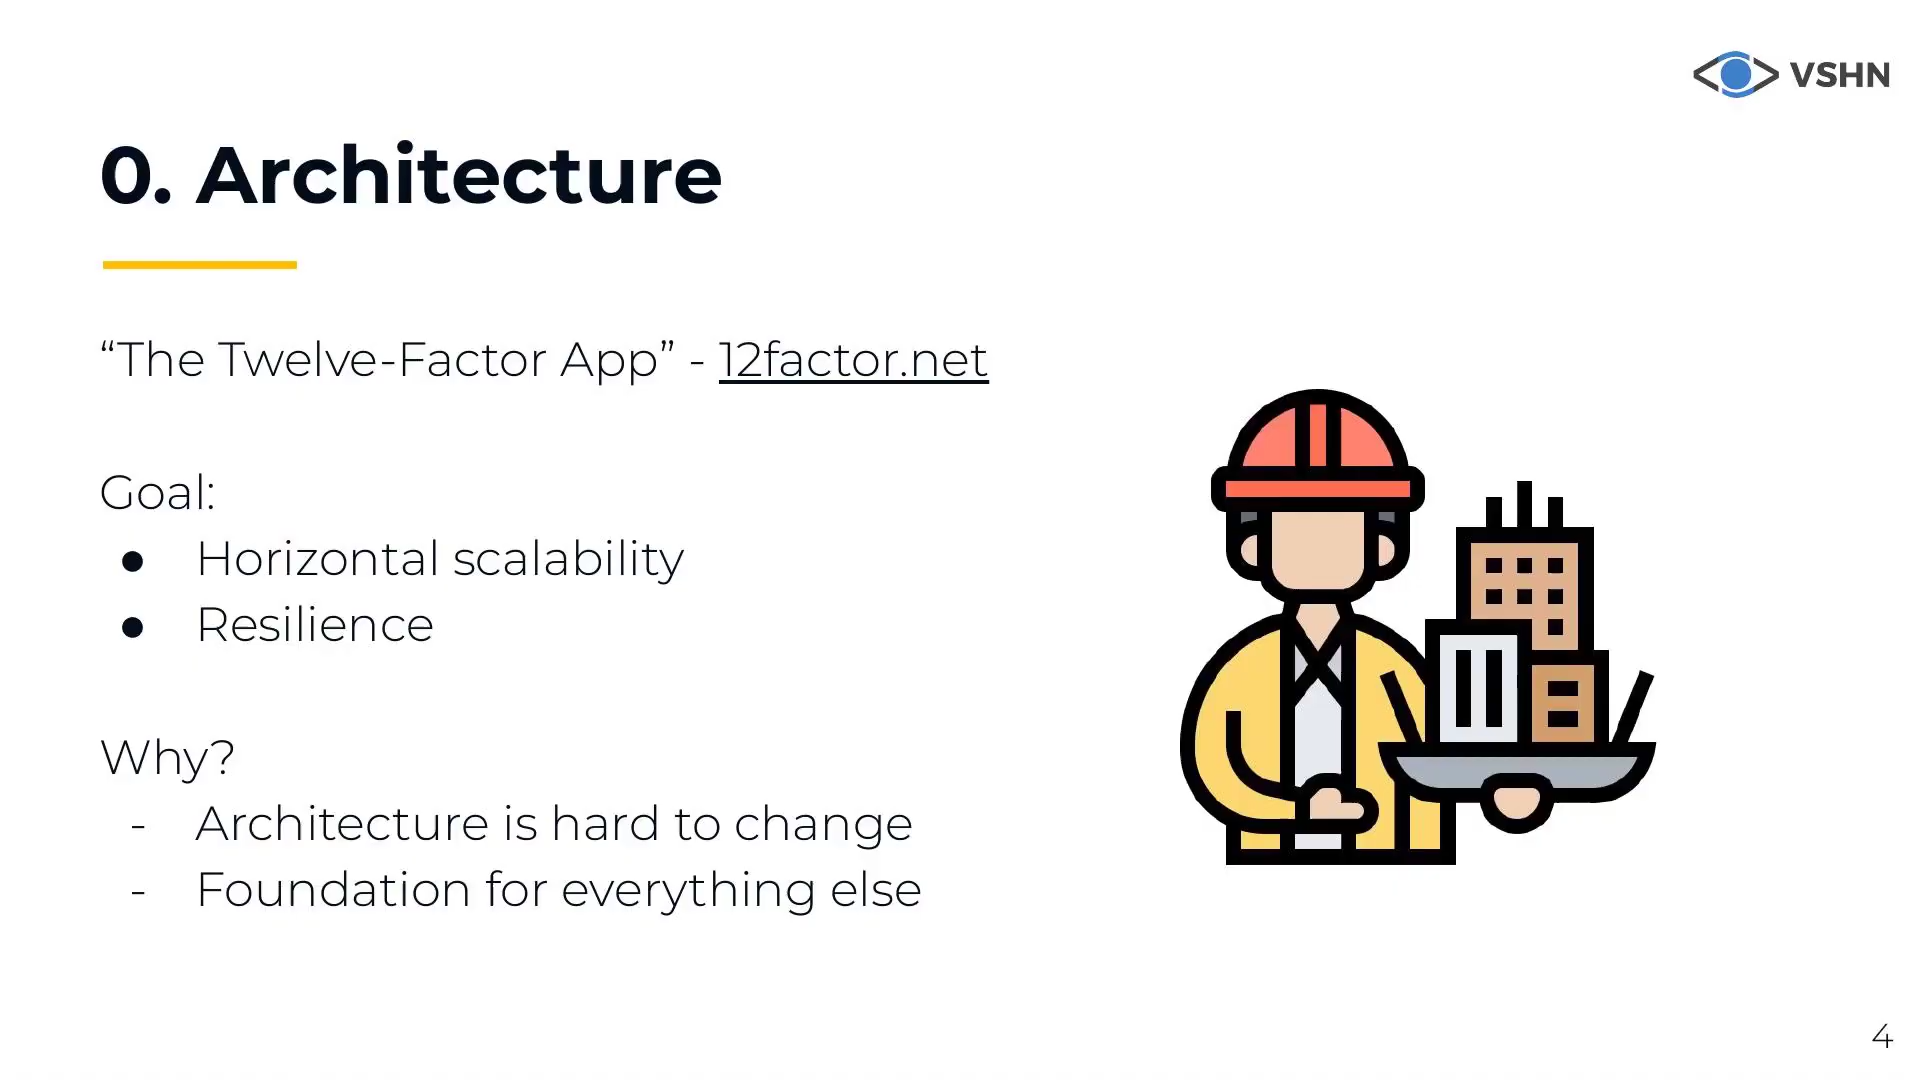 VSHN
0. Architecture
“The Twelve-Factor App” - 12factor.net
Goal:
● Horizontal scalability
● Resilience
Why?
- Architecture is hard to change
- Foundation for everything else
4